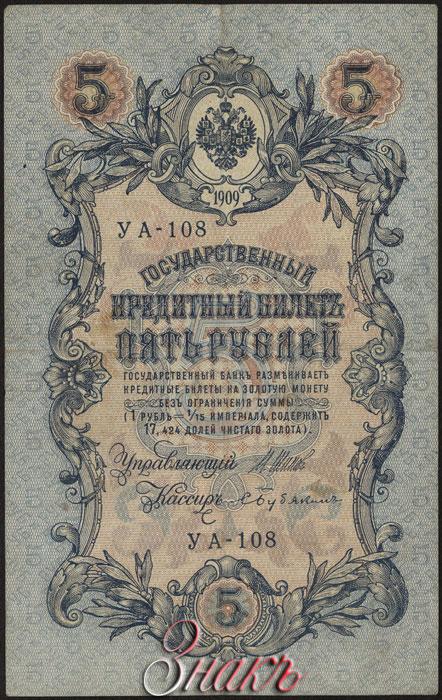 5 5
1909
УА-108
ГОСУДАРСТВЕННЫЙ
КРЕДИТНЫЙ БИЛЕТЪ
ПЯТЬ РУБЛЕЙ
ГОСУДАРСТВЕННЫЙ БАНКЪ РАЗМѢНИВАЕТЪ
КРЕДИТНЫЕ БИЛЕТЫ НА ЗОЛОТУЮ МОНЕТУ
БЕЗЪ ОГРАНИЧЕНІЯ СУММЫ
(1 РУБЛЬ = 1/15 ИМПЕРІАЛА, СОДЕРЖИТЪ
17,424 ДОЛЕЙ ЧИСТАГО ЗОЛОТА).
Управляющій И. Шиповъ
Кассиръ С Бубякинъ
УА-108
5
Знакъ